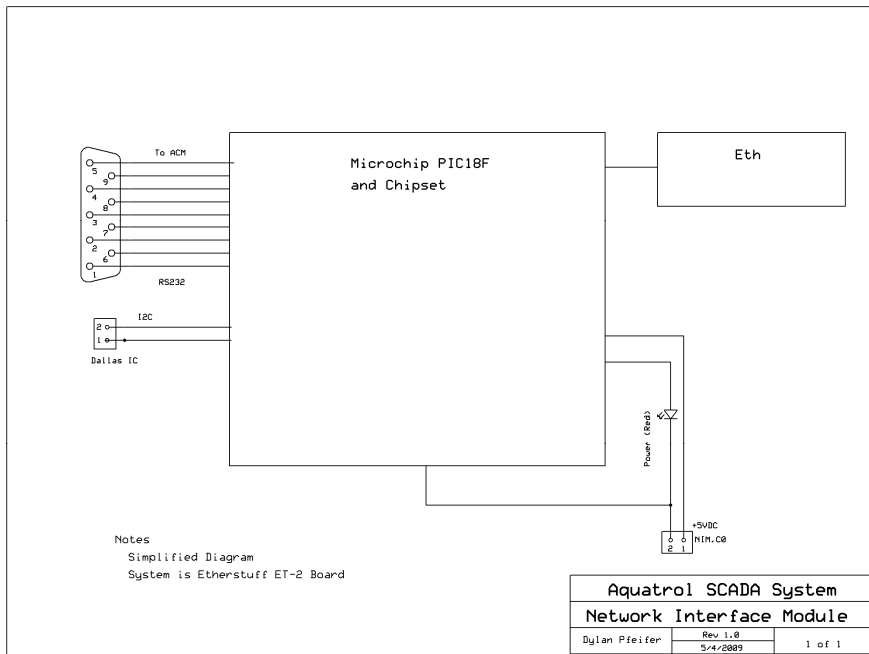 To ACM
5
9
4
8
3
7
2
6
1
RS232
I2C
2
1
Dallas IC
Microchip PIC18F
and Chipset
Eth
Power (Red)
+5VDC
NIM.C0
2 1
Notes
Simplified Diagram
System is Etherstuff ET-2 Board
Aquatrol SCADA System
Network Interface Module
Dylan Pfeifer
Rev 1.0
5/4/2009
1 of 1